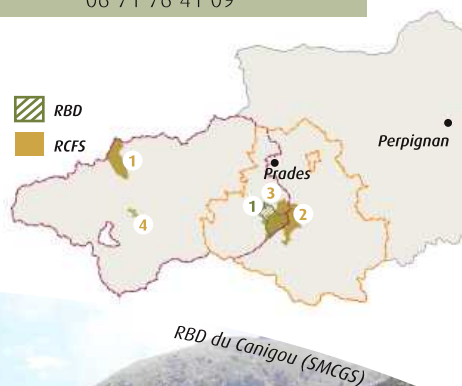 06 71 76 41 09
RBD
RCFS
Perpignan
Prades
1
3
1
2
4
RBD du Canigou (SMCGS)